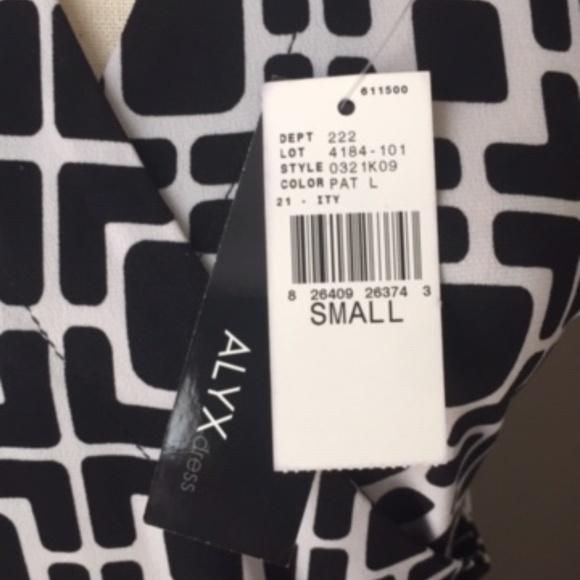 611500
DEPT 222
LOT 4184-101
STYLE 0321K09
COLOR PAT L
21 - ITY
8 26409 26374 3
SMALL
ALYX
dress